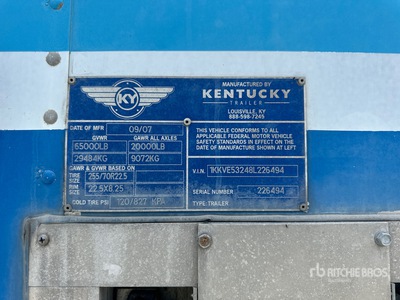 KY
MANUFACTURED BY
KENTUCKY
TRAILER
LOUISVILLE, KY
888-598-7245
DATE OF MFR 09/07
GVWR GAWR ALL AXLES
65000LB 20000LB
29484KG 9072KG
GVWR & GAWR BASED ON
TIRE SIZE 255/70R22.5
RIM SIZE 22.5X8.25
COLD TIRE PSI 120/827 KPA
THIS VEHICLE CONFORMS TO ALL
APPLICABLE FEDERAL MOTOR VEHICLE
SAFETY STANDARDS IN EFFECT ON THE
DATE OF MANUFACTURE SHOWN AT LEFT
V.I.N. 1KKVE53248L226494
SERIAL NUMBER 226494
TYPE: TRAILER
rb RITCHIE BROS